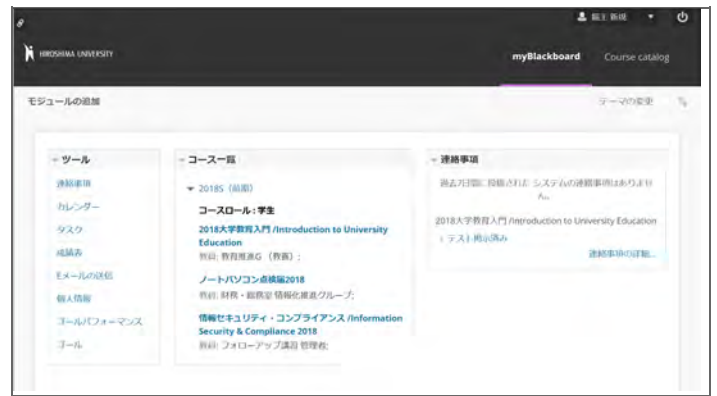 HIROSHIMA UNIVERSITY
myBlackboard
Course catalog
モジュールの追加
テーマの変更
ツール
連絡事項
カレンダー
タスク
成績表
Eメールの送信
個人情報
ゴールパフォーマンス
ゴール
コース一覧
2018S（前期）
コースロール：学生
2018大学教育入門 /Introduction to University
Education
教員: 教育推進G （教養）;
ノートパソコン点検届2018
教員: 財務・総務室 情報化推進グループ;
情報セキュリティ・コンプライアンス /Information
Security & Compliance 2018
教員: フォローアップ講習 管理者;
連絡事項
過去7日間に投稿された システムの連絡事項はありませ
ん。
2018大学教育入門 /Introduction to University Education
テスト 掲示済み
連絡事項の詳細...